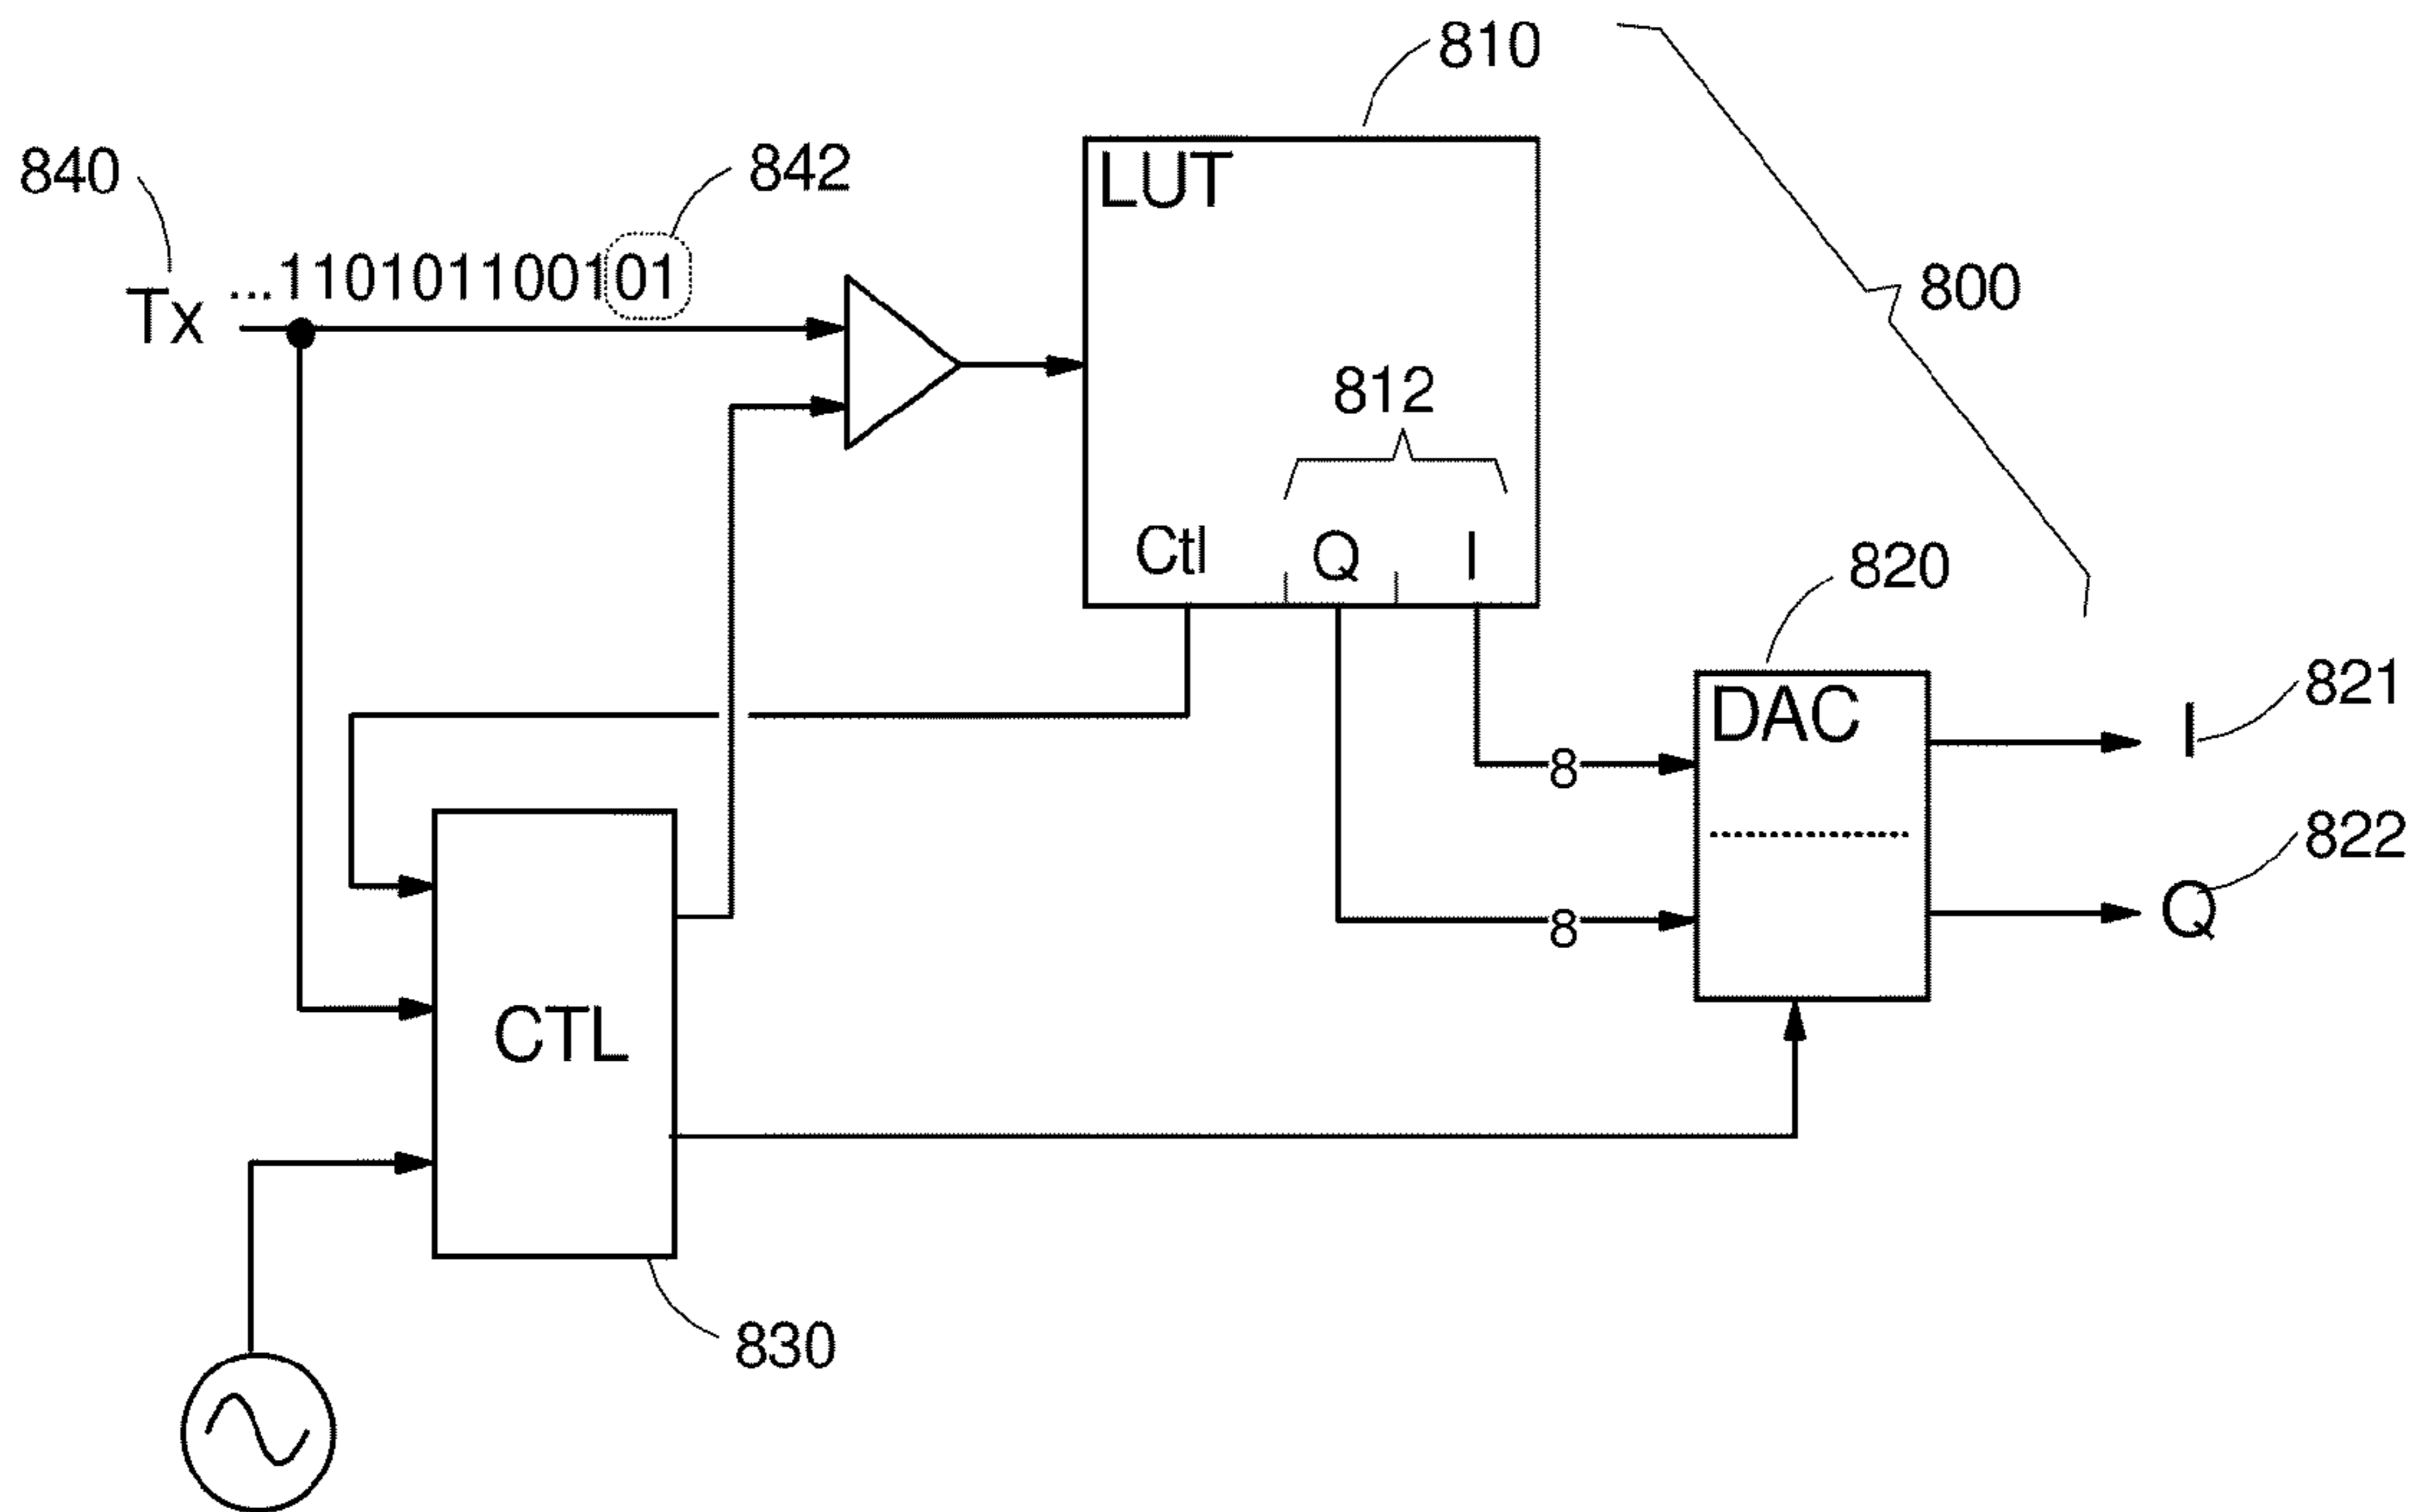 810
840
842
LUT
...110101100101
Tx
800
812
Ctl Q I
820
DAC
I
821
8
822
8
Q
CTL
830